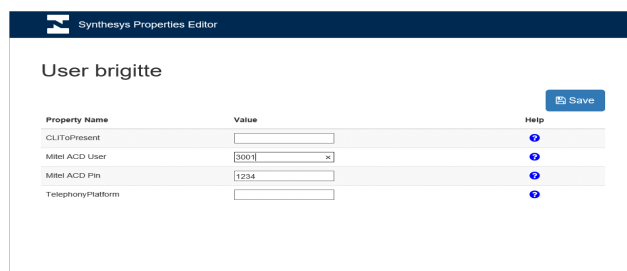 Synthesys Properties Editor
User brigitte
Save
Property Name Value Help
CLIToPresent ?
Mitel ACD User 3001 × ?
Mitel ACD Pin 1234 ?
TelephonyPlatform ?